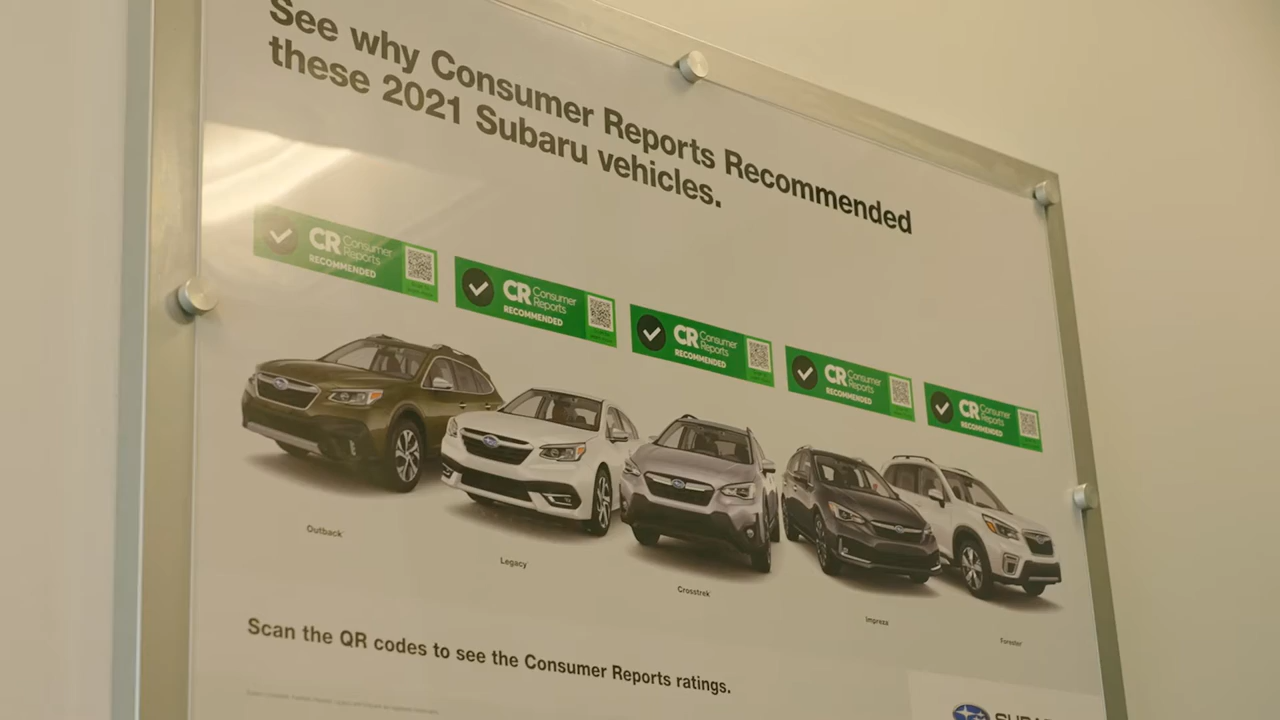 See why Consumer Reports Recommended
these 2021 Subaru vehicles.
CR Consumer Reports
RECOMMENDED
CR Consumer Reports
RECOMMENDED
CR Consumer Reports
RECOMMENDED
CR Consumer Reports
RECOMMENDED
CR Consumer Reports
RECOMMENDED
Outback
Legacy
Crosstrek
Impreza
Forester
Scan the QR codes to see the Consumer Reports ratings.